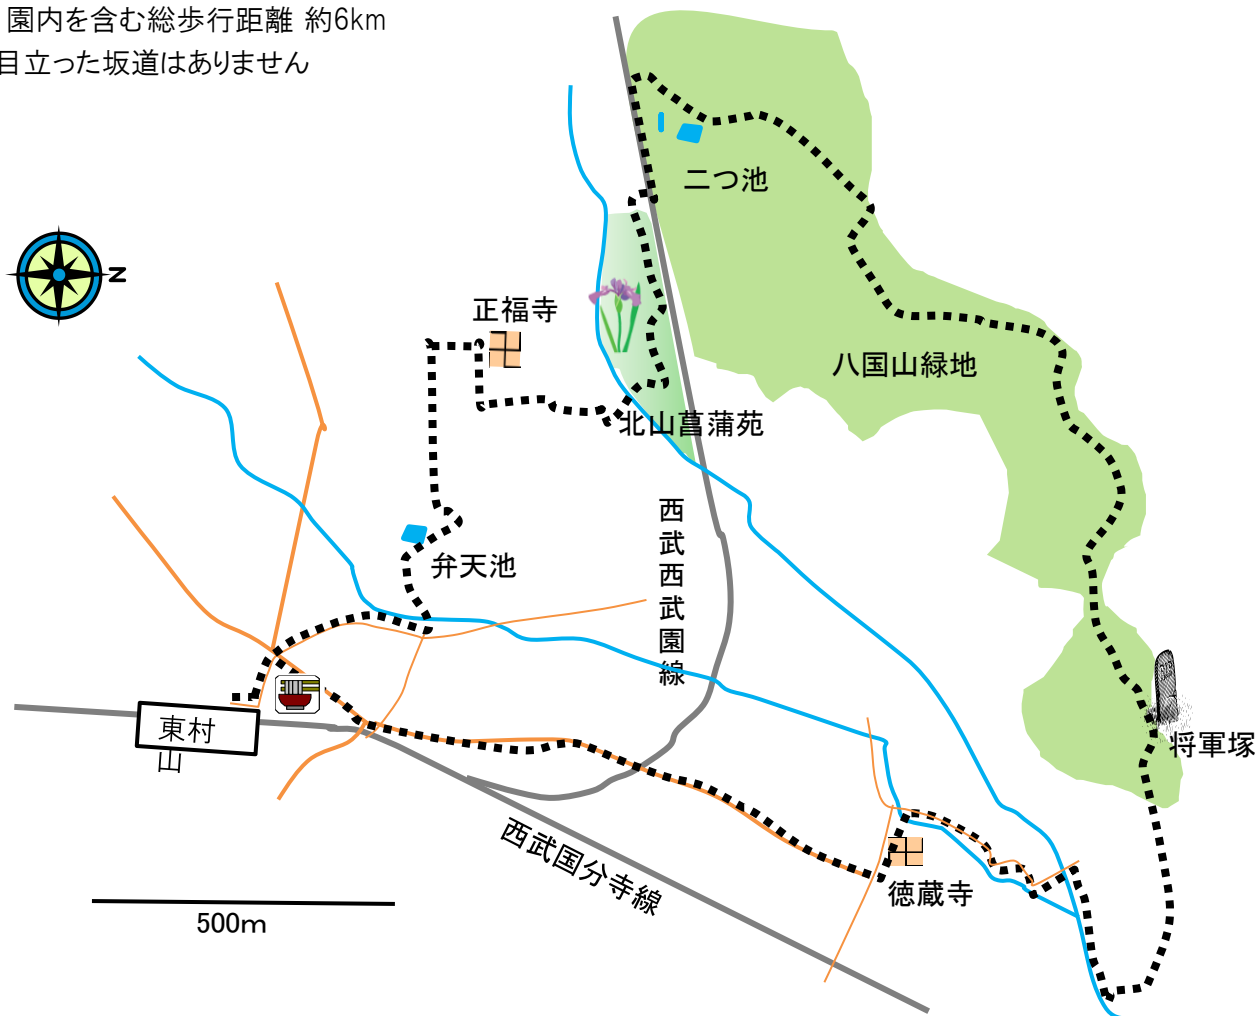 園内を含む総歩行距離 約6km
目立った坂道はありません
二つ池
N
正福寺
八国山緑地
北山菖蒲苑
西武西武園線
弁天池
東村
山
将軍塚
西武国分寺線
徳蔵寺
500m